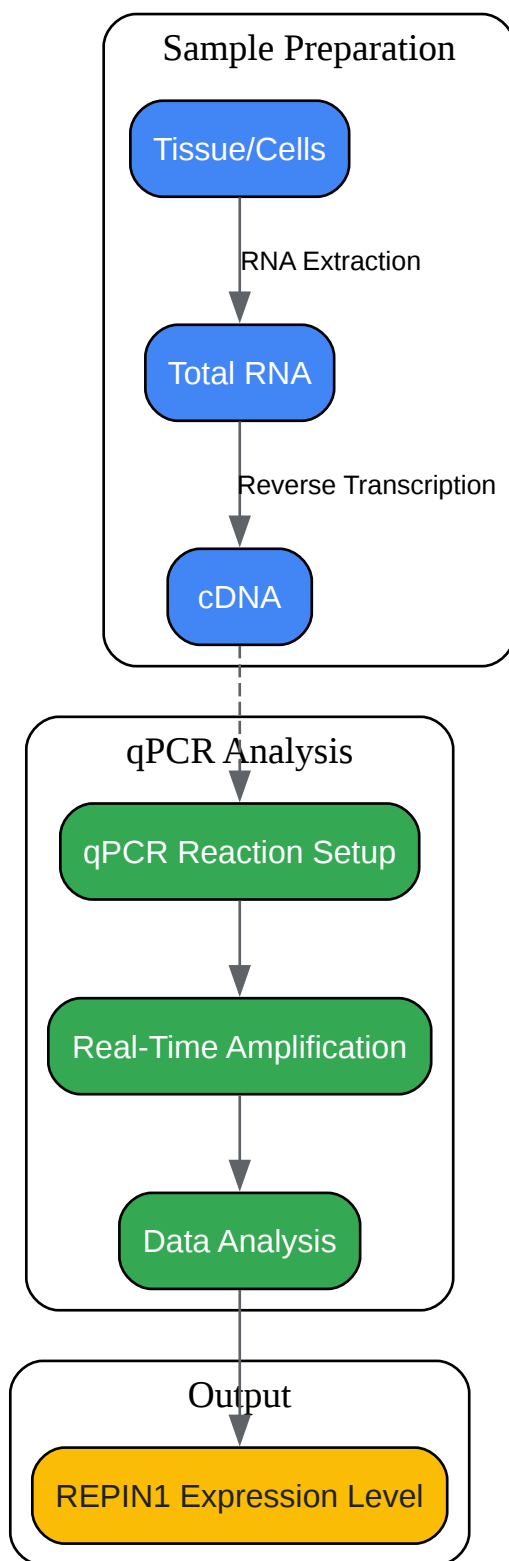 Sample Preparation
Tissue/Cells
RNA Extraction
Total RNA
Reverse Transcription
cDNA
qPCR Analysis
qPCR Reaction Setup
Real-Time Amplification
Data Analysis
Output
REPIN1 Expression Level